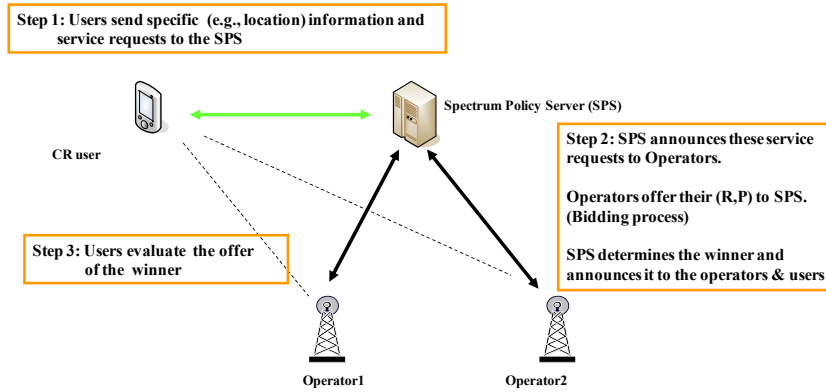 Step 1: Users send specific (e.g., location) information and
service requests to the SPS
Spectrum Policy Server (SPS)
CR user
Step 2: SPS announces these service
requests to Operators.
Operators offer their (R,P) to SPS.
(Bidding process)
SPS determines the winner and
announces it to the operators & users
Step 3: Users evaluate the offer
of the winner
Operator1
Operator2